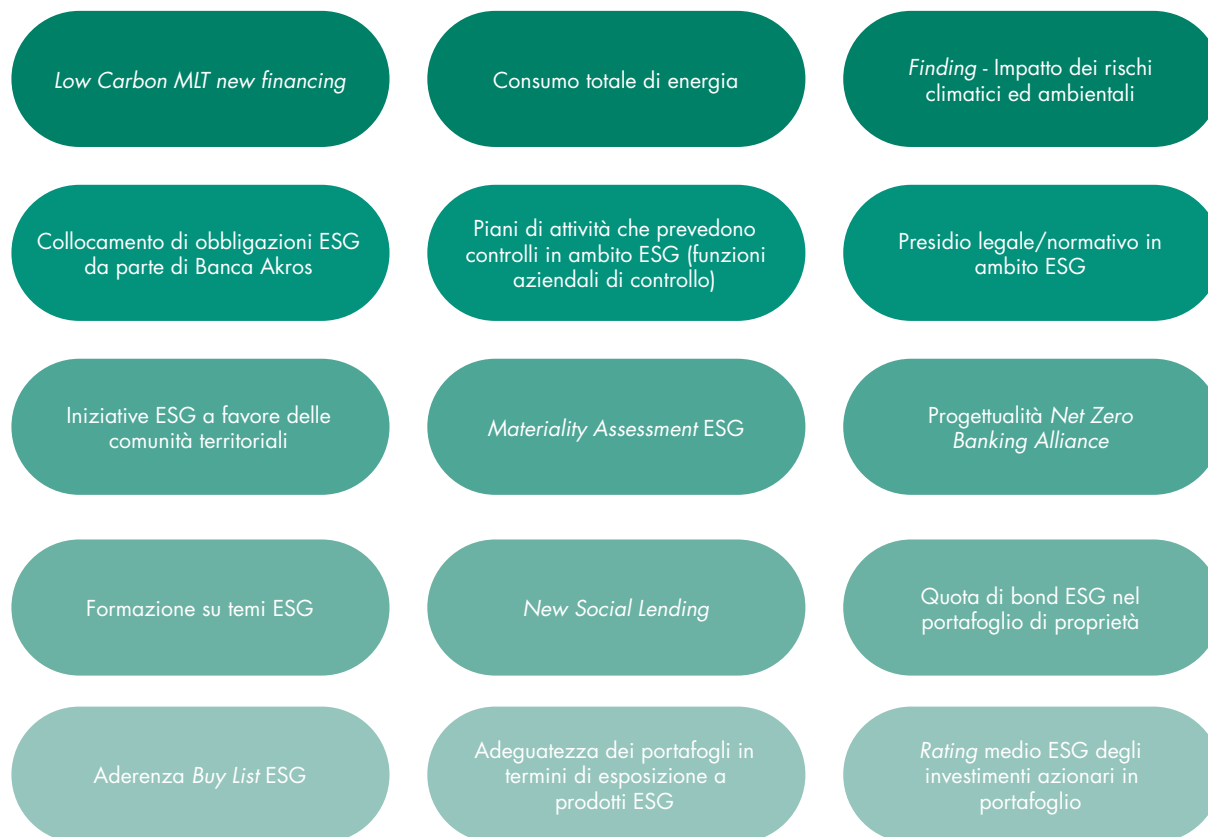 Low Carbon MLT new financing
Consumo totale di energia
Finding - Impatto dei rischi
climatici ed ambientali
Collocamento di obbligazioni ESG
da parte di Banca Akros
Piani di attività che prevedono
controlli in ambito ESG (funzioni
aziendali di controllo)
Presidio legale/normativo in
ambito ESG
Iniziative ESG a favore delle
comunità territoriali
Materiality Assessment ESG
Progettualità Net Zero
Banking Alliance
Formazione su temi ESG
New Social Lending
Quota di bond ESG nel
portafoglio di proprietà
Aderenza Buy List ESG
Adeguatezza dei portafogli in
termini di esposizione a
prodotti ESG
Rating medio ESG degli
investimenti azionari in
portafoglio